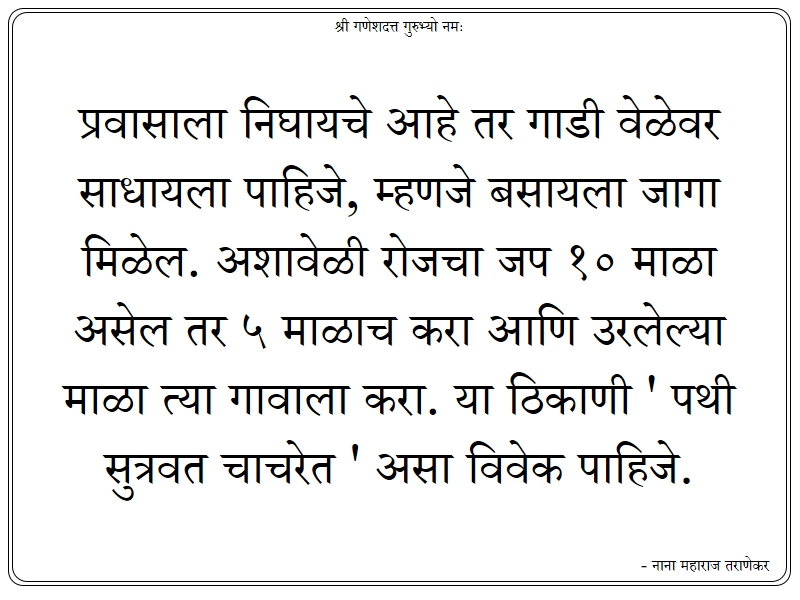 श्री गणेशदत्त गुरुभ्यो नमः
प्रवासाला निघायचे आहे तर गाडी वेळेवर
साधायला पाहिजे, म्हणजे बसायला जागा
मिळेल. अशावेळी रोजचा जप १० माळा
असेल तर ५ माळाच करा आणि उरलेल्या
माळा त्या गावाला करा. या ठिकाणी ' पथी
सुत्रवत चाचरेत ' असा विवेक पाहिजे.
- नाना महाराज तराणेकर